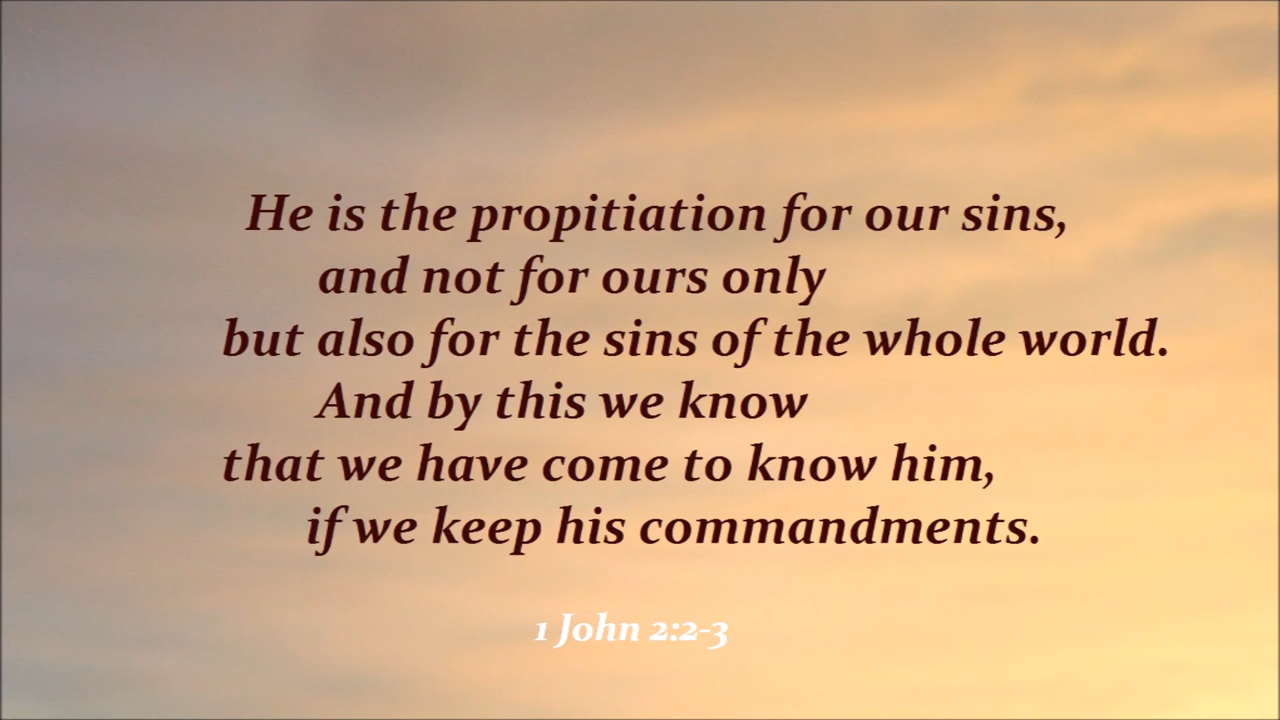 He is the propitiation for our sins,
and not for ours only
but also for the sins of the whole world.
And by this we know
that we have come to know him,
if we keep his commandments.
1 John 2:2-3